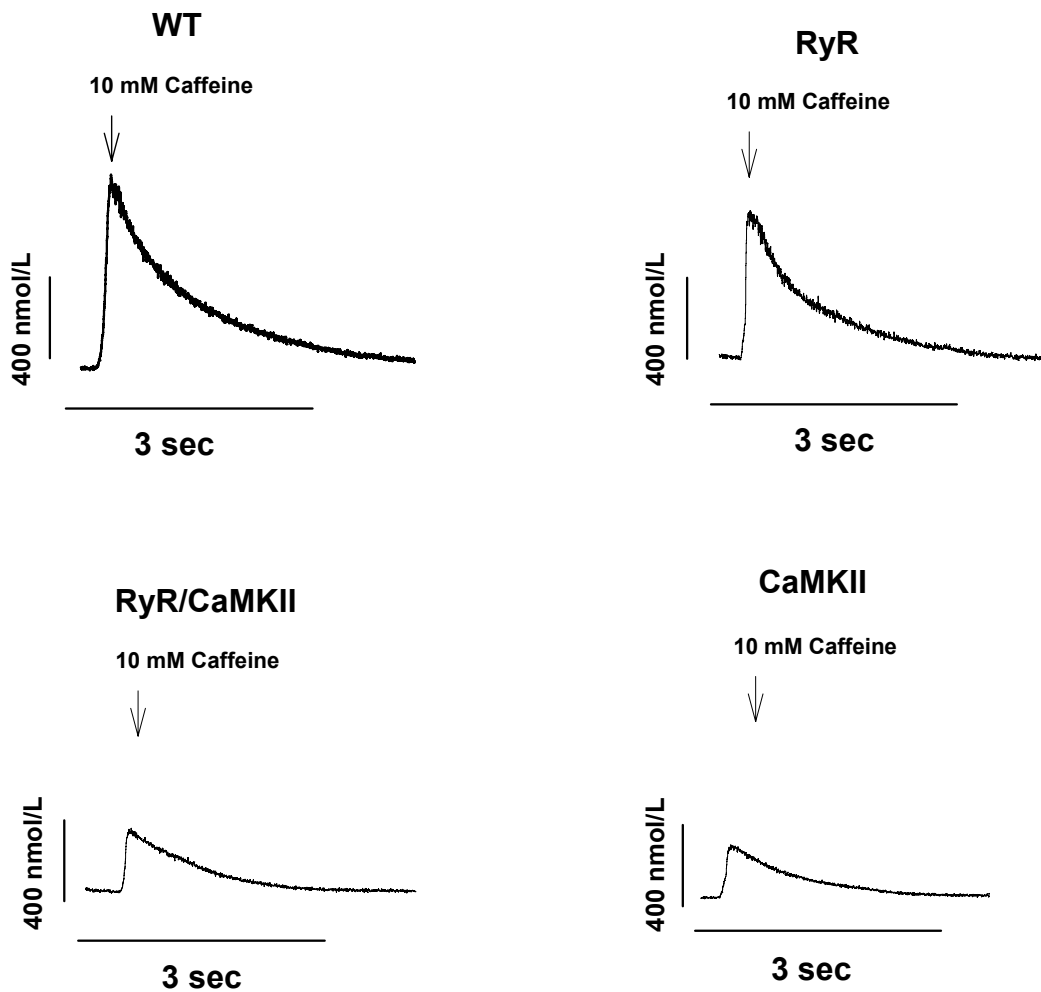 WT
10 mM Caffeine
400 nmol/L
3 sec
RyR
10 mM Caffeine
400 nmol/L
3 sec
RyR/CaMKII
10 mM Caffeine
400 nmol/L
3 sec
CaMKII
10 mM Caffeine
400 nmol/L
3 sec